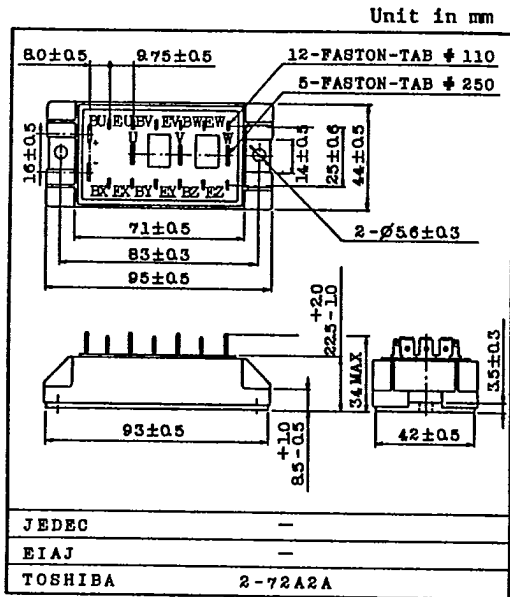 Unit in mm
8.0±0.5 9.75±0.5 12-FASTON-TAB # 110
5-FASTON-TAB # 250
BU EU BV EV BW EW
U V W
+
-
BX EX BY EY BZ EZ
16±0.5
14±0.5
25±0.6
44±0.5
71±0.5
2-Ø5.6±0.3
83±0.3
95±0.5
+2.0
22.5-1.0
34 MAX
3.5±0.3
93±0.5
+1.0
8.5-0.5
42±0.5
JEDEC —
EIAJ —
TOSHIBA 2-72A2A